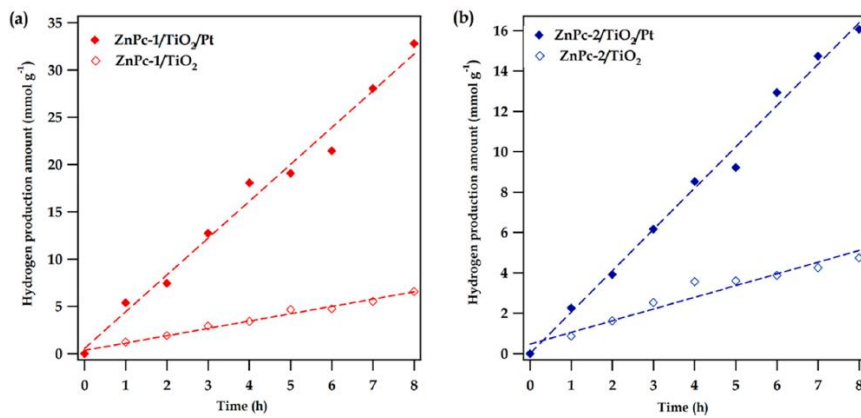 (a)
ZnPc-1/TiO2/Pt
ZnPc-1/TiO2
Hydrogen production amount (mmol g-1)
35
30
25
20
15
10
5
0
0 1 2 3 4 5 6 7 8
Time (h)
(b)
ZnPc-2/TiO2/Pt
ZnPc-2/TiO2
Hydrogen production amount (mmol g-1)
16
14
12
10
8
6
4
2
0
0 1 2 3 4 5 6 7 8
Time (h)